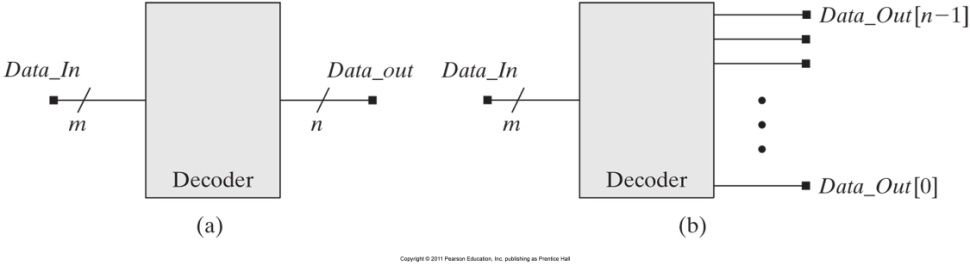 Data_In
m
Decoder
Data_out
n
(a)
Data_In
m
Decoder
Data_Out[n−1]
Data_Out[0]
(b)
Copyright © 2011 Pearson Education, Inc. publishing as Prentice Hall